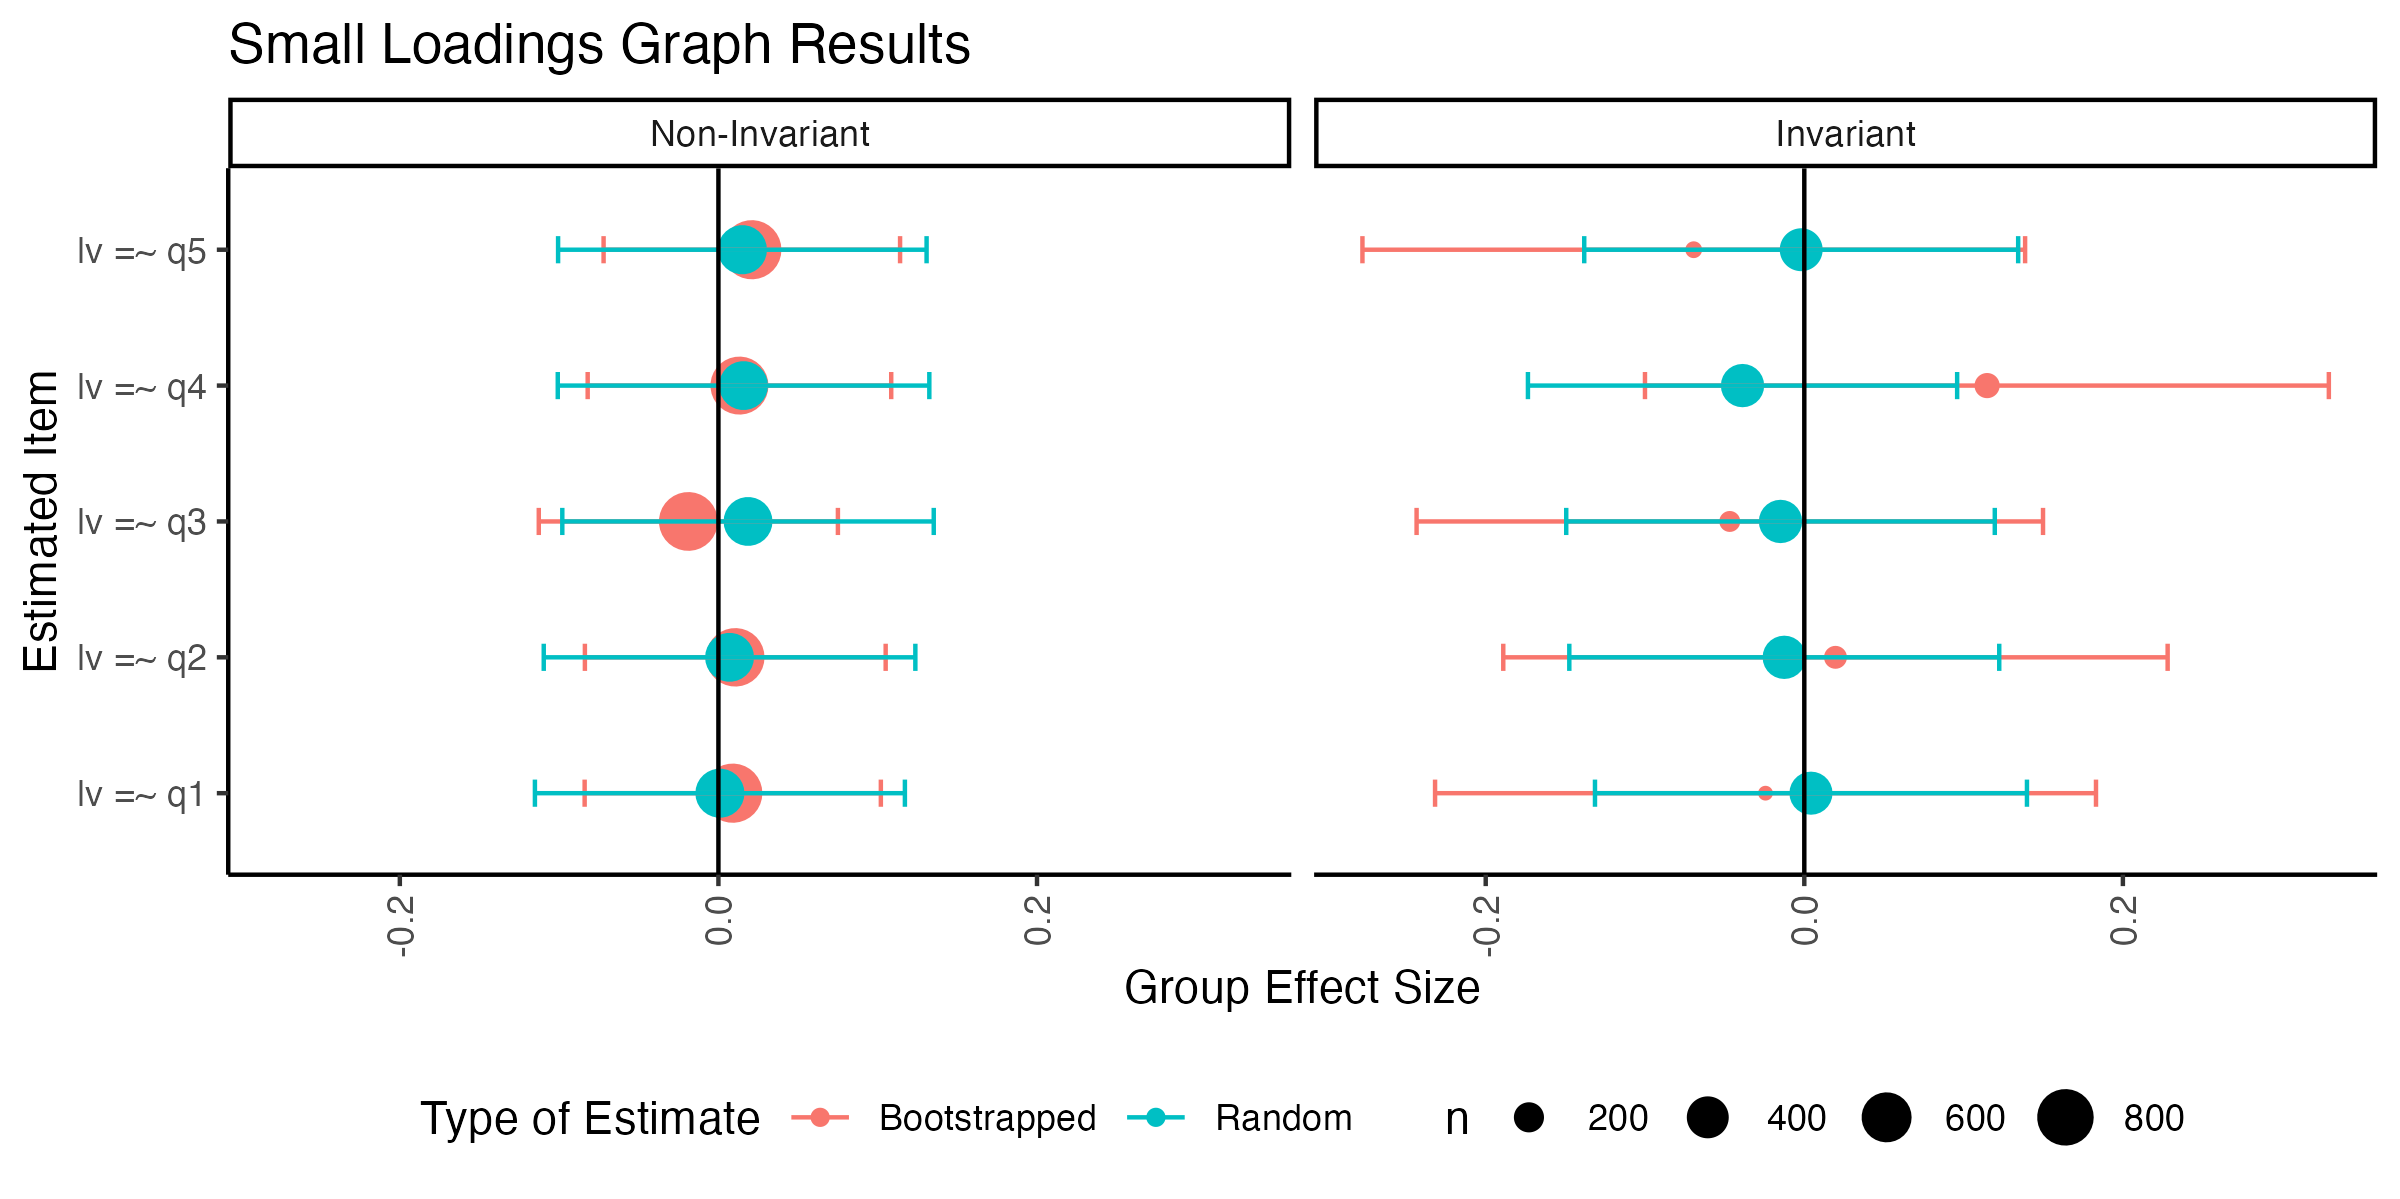 Small Loadings Graph Results
Non-Invariant
Invariant
Estimated Item
lv =~ q5
lv =~ q4
lv =~ q3
lv =~ q2
lv =~ q1
-0.2 0.0 0.2
-0.2 0.0 0.2
Group Effect Size
Type of Estimate Bootstrapped Random n 200 400 600 800